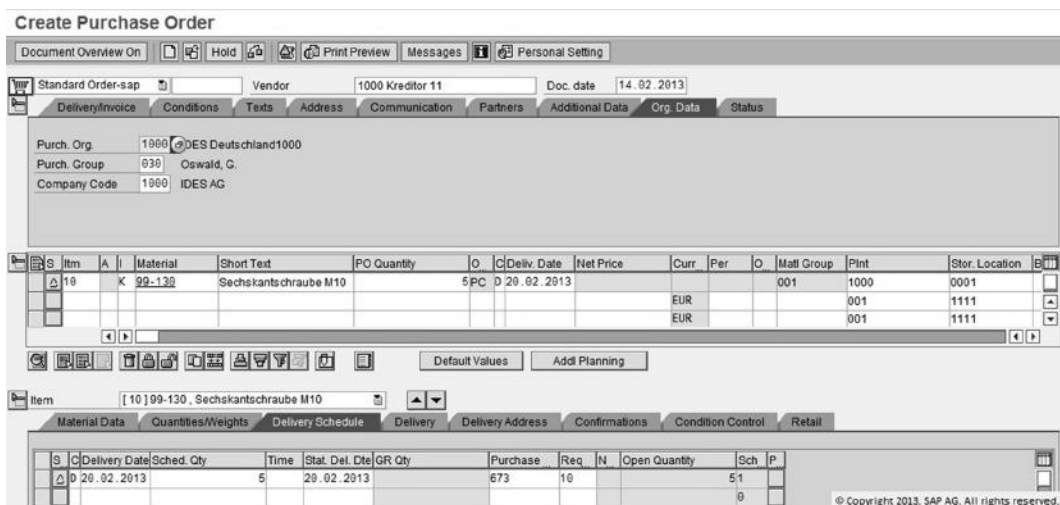 Create Purchase Order
Document Overview On Hold Print Preview Messages Personal Setting
Standard Order-sap Vendor 1000 Kreditor 11 Doc. date 14.02.2013
Delivery/Invoice Conditions Texts Address Communication Partners Additional Data Org. Data Status
Purch. Org. 1000 DES Deutschland1000
Purch. Group 030 Oswald, G.
Company Code 1000 IDES AG
S.. Itm A I Material Short Text PO Quantity O... C Deliv. Date Net Price Curr... Per O... Matl Group Plnt Stor. Location B
10 K 99-130 Sechskantschraube M10 5 PC D 20.02.2013 001 1000 0001
EUR 001 1111
EUR 001 1111
Default Values Addl Planning
Item [ 10 ] 99-130 , Sechskantschraube M10
Material Data Quantities/Weights Delivery Schedule Delivery Delivery Address Confirmations Condition Control Retail
S.. C Delivery Date Sched. Qty Time Stat. Del. Dte GR Qty Purchase ... Req... N... Open Quantity Sch... P...
D 20.02.2013 5 20.02.2013 673 10 5 1
0
© Copyright 2013. SAP AG. All rights reserved.